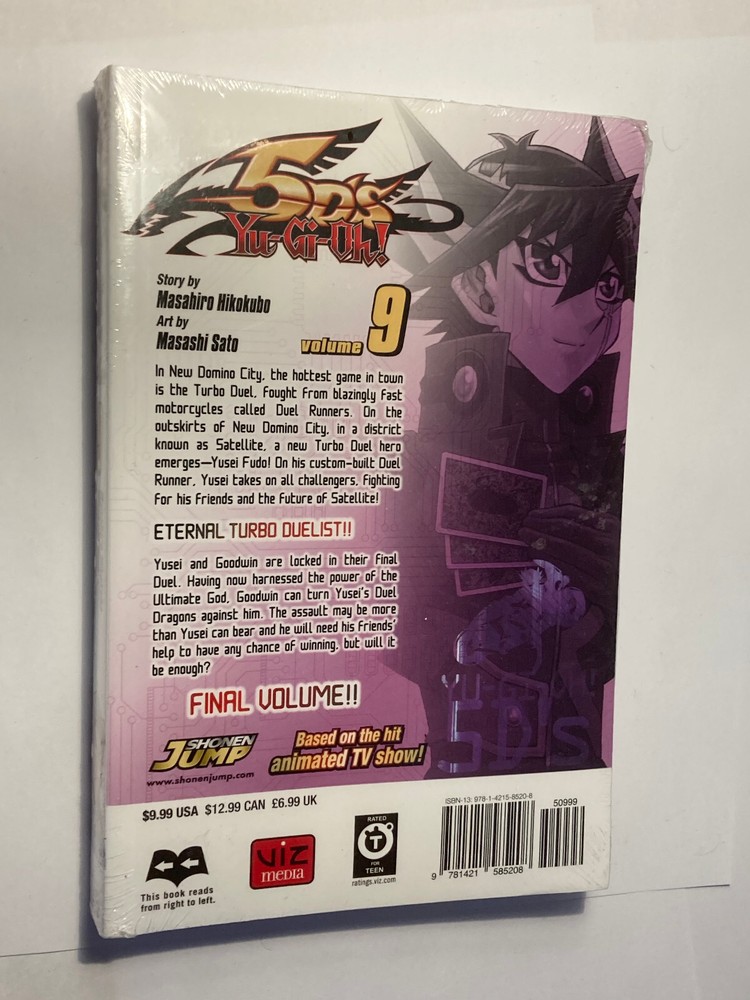 5D's
Yu-Gi-Oh!
Story by
Masahiro Hikokubo
Art by
Masashi Sato
volume 9
In New Domino City, the hottest game in town
is the Turbo Duel, fought from blazingly fast
motorcycles called Duel Runners. On the
outskirts of New Domino City, in a district
known as Satellite, a new Turbo Duel hero
emerges—Yusei Fudo! On his custom-built Duel
Runner, Yusei takes on all challengers, fighting
for his friends and the future of Satellite!
ETERNAL TURBO DUELIST!!
Yusei and Goodwin are locked in their final
Duel. Having now harnessed the power of the
Ultimate God, Goodwin can turn Yusei's Duel
Dragons against him. The assault may be more
than Yusei can bear and he will need his friends'
help to have any chance of winning, but will it
be enough?
FINAL VOLUME!!
SHONEN
JUMP
www.shonenjump.com
Based on the hit
animated TV show!
5D's
$9.99 USA $12.99 CAN £6.99 UK
This book reads
from right to left.
VIZ
MEDIA
RATED
T
FOR
TEEN
ratings.viz.com
ISBN-13: 978-1-4215-8520-8
50999
9 781421 585208